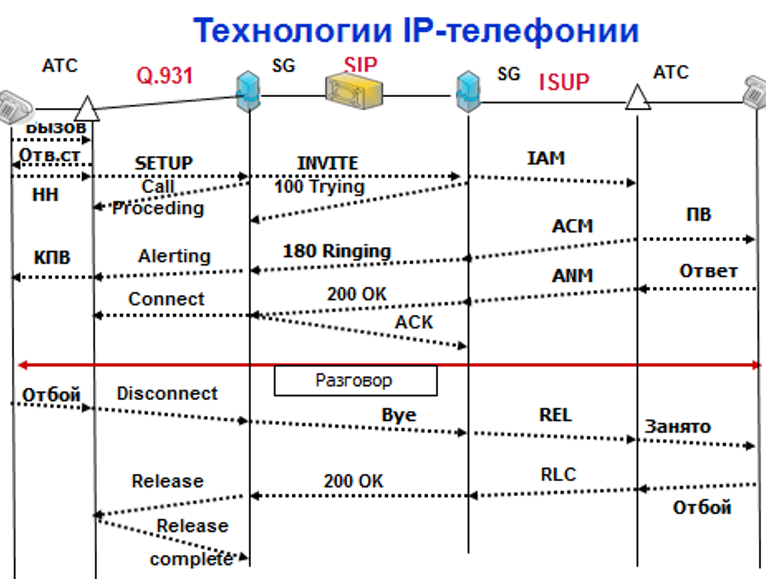 Технологии IP-телефонии
АТС
Q.931
SG
SIP
SG
ISUP
АТС
Вызов
Отв.ст
SETUP
INVITE
IAM
НН
Call
Proceding
100 Trying
ACM
ПВ
КПВ
Alerting
180 Ringing
ANM
Ответ
Connect
200 OK
ACK
Разговор
Отбой
Disconnect
Bye
REL
Занято
Release
200 OK
RLC
Отбой
Release
complete